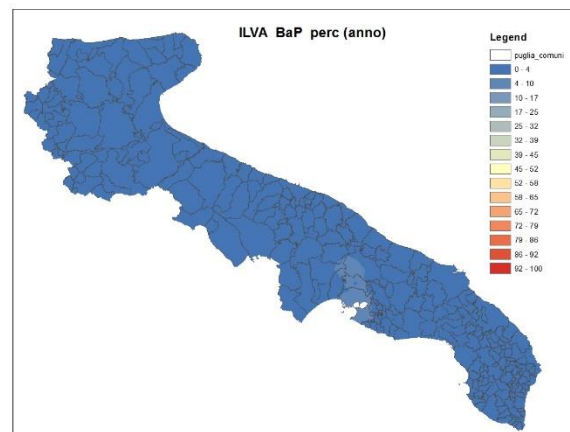 ILVA BaP perc (anno)
Legend
puglia_comuni
0 - 4
4 - 10
10 - 17
17 - 25
25 - 32
32 - 39
39 - 45
45 - 52
52 - 58
58 - 65
65 - 72
72 - 79
79 - 86
86 - 92
92 - 100